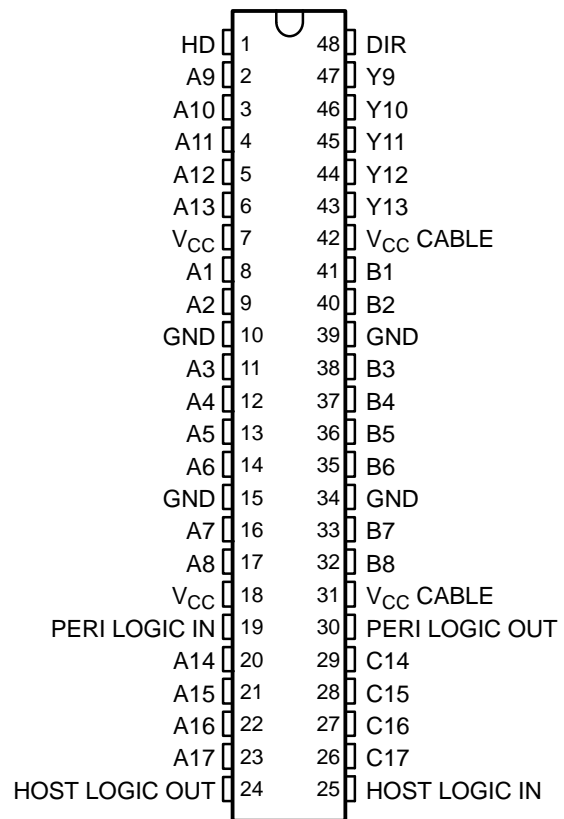 HD 1 48 DIR
A9 2 47 Y9
A10 3 46 Y10
A11 4 45 Y11
A12 5 44 Y12
A13 6 43 Y13
VCC 7 42 VCC CABLE
A1 8 41 B1
A2 9 40 B2
GND 10 39 GND
A3 11 38 B3
A4 12 37 B4
A5 13 36 B5
A6 14 35 B6
GND 15 34 GND
A7 16 33 B7
A8 17 32 B8
VCC 18 31 VCC CABLE
PERI LOGIC IN 19 30 PERI LOGIC OUT
A14 20 29 C14
A15 21 28 C15
A16 22 27 C16
A17 23 26 C17
HOST LOGIC OUT 24 25 HOST LOGIC IN